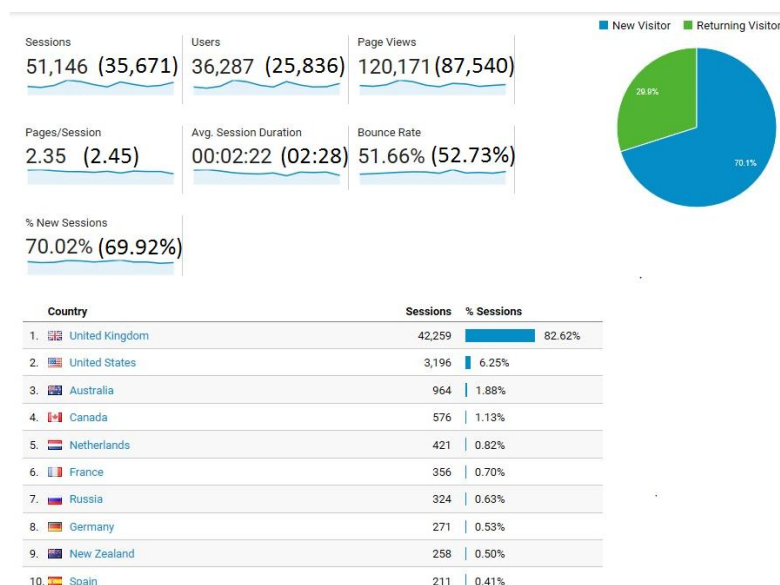 New Visitor Returning Visitor
Sessions Users Page Views
51,146 (35,671) 36,287 (25,836) 120,171 (87,540)
29.9%
70.1%
Pages/Session Avg. Session Duration Bounce Rate
2.35 (2.45) 00:02:22 (02:28) 51.66% (52.73%)
% New Sessions
70.02% (69.92%)
Country Sessions % Sessions
1. United Kingdom 42,259 82.62%
2. United States 3,196 6.25%
3. Australia 964 1.88%
4. Canada 576 1.13%
5. Netherlands 421 0.82%
6. France 356 0.70%
7. Russia 324 0.63%
8. Germany 271 0.53%
9. New Zealand 258 0.50%
10. Spain 211 0.41%